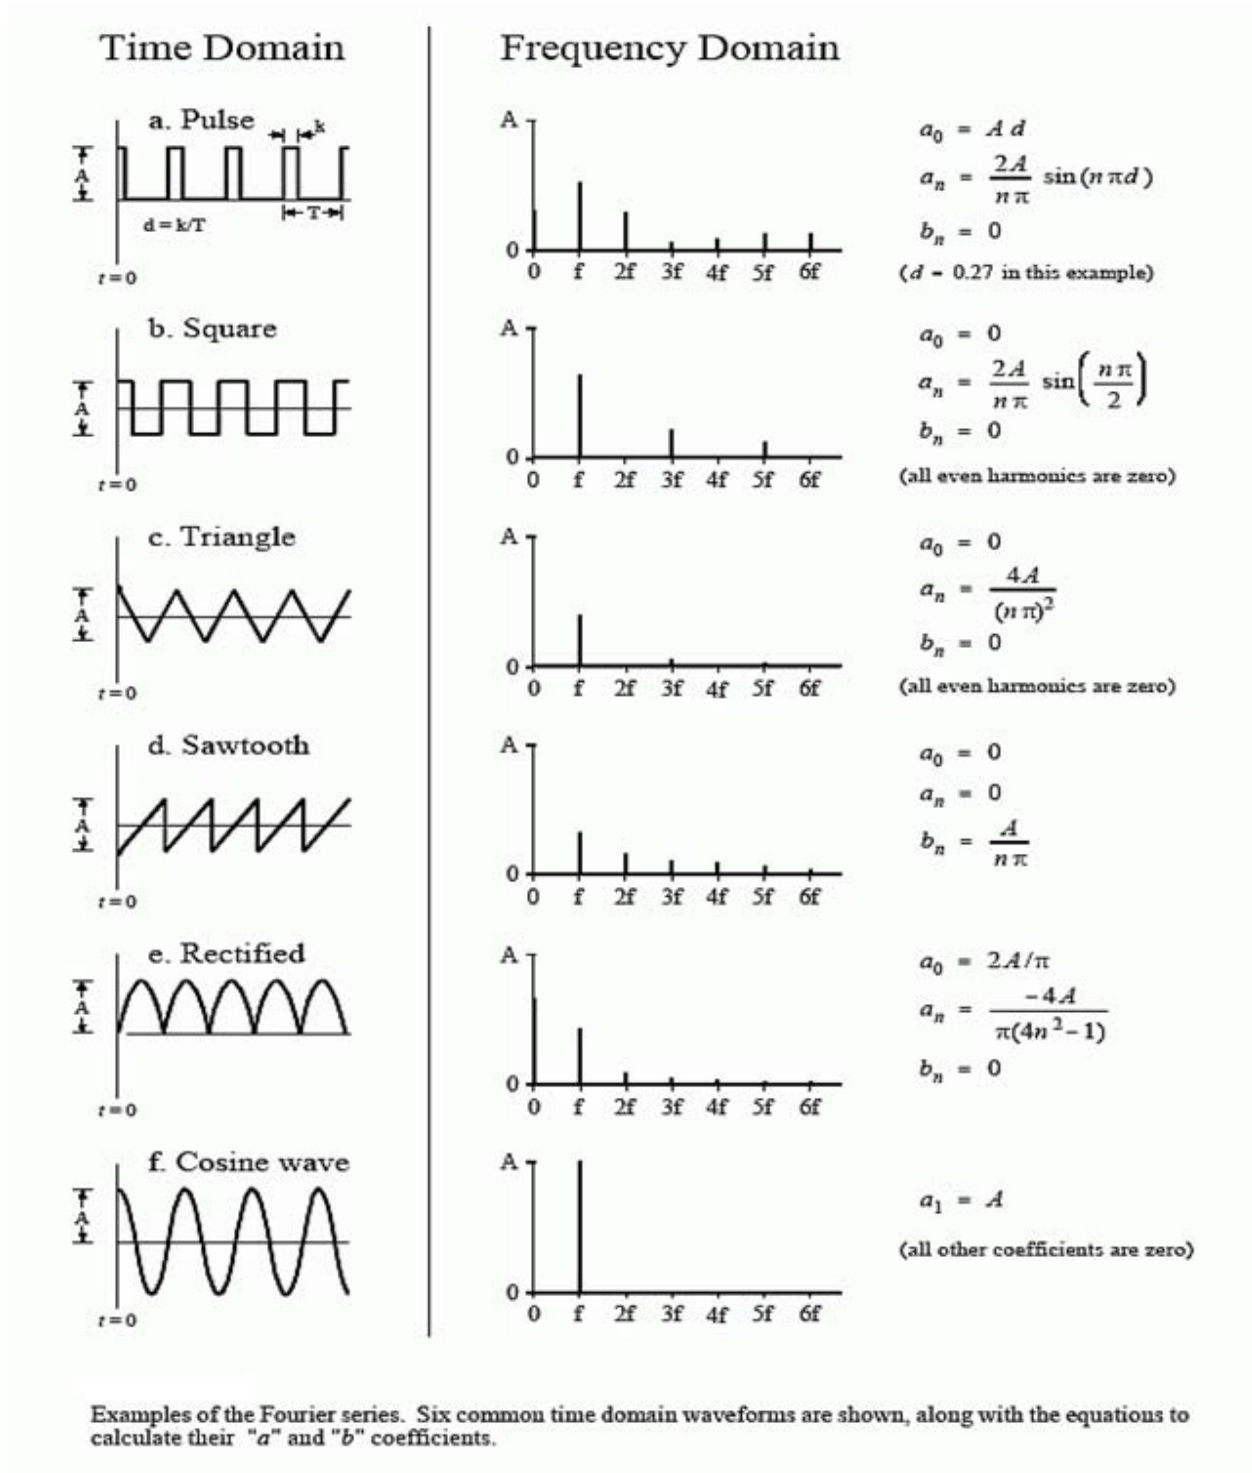 Time Domain
Frequency Domain
a. Pulse
k
A
T
d = k/T
t = 0
A
0
0 f 2f 3f 4f 5f 6f
a0 = A d
an = 2A/nπ sin(nπd)
bn = 0
(d = 0.27 in this example)
b. Square
A
t = 0
A
0
0 f 2f 3f 4f 5f 6f
a0 = 0
an = 2A/nπ sin(nπ/2)
bn = 0
(all even harmonics are zero)
c. Triangle
A
t = 0
A
0
0 f 2f 3f 4f 5f 6f
a0 = 0
an = 4A/(nπ)²
bn = 0
(all even harmonics are zero)
d. Sawtooth
A
t = 0
A
0
0 f 2f 3f 4f 5f 6f
a0 = 0
an = 0
bn = A/nπ
e. Rectified
A
t = 0
A
0
0 f 2f 3f 4f 5f 6f
a0 = 2A/π
an = -4A/π(4n²-1)
bn = 0
f. Cosine wave
A
t = 0
A
0
0 f 2f 3f 4f 5f 6f
a1 = A
(all other coefficients are zero)
Examples of the Fourier series. Six common time domain waveforms are shown, along with the equations to
calculate their "a" and "b" coefficients.